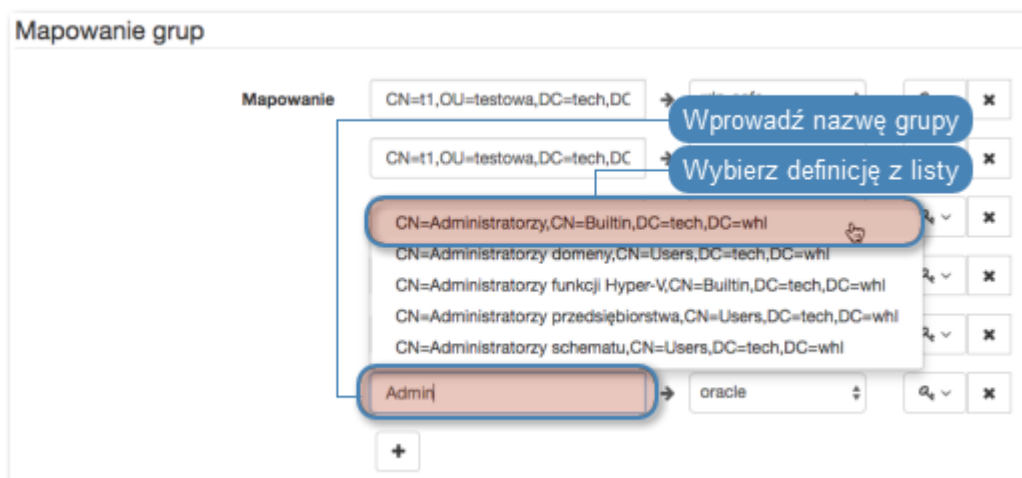 Mapowanie grup
Mapowanie
CN=t1,OU=testowa,DC=tech,DC
Wprowadź nazwę grupy
CN=t1,OU=testowa,DC=tech,DC
Wybierz definicję z listy
CN=Administratorzy,CN=Builtin,DC=tech,DC=whl
CN=Administratorzy domeny,CN=Users,DC=tech,DC=whl
CN=Administratorzy funkcji Hyper-V,CN=Builtin,DC=tech,DC=whl
CN=Administratorzy przedsiębiorstwa,CN=Users,DC=tech,DC=whl
CN=Administratorzy schematu,CN=Users,DC=tech,DC=whl
Admin
oracle